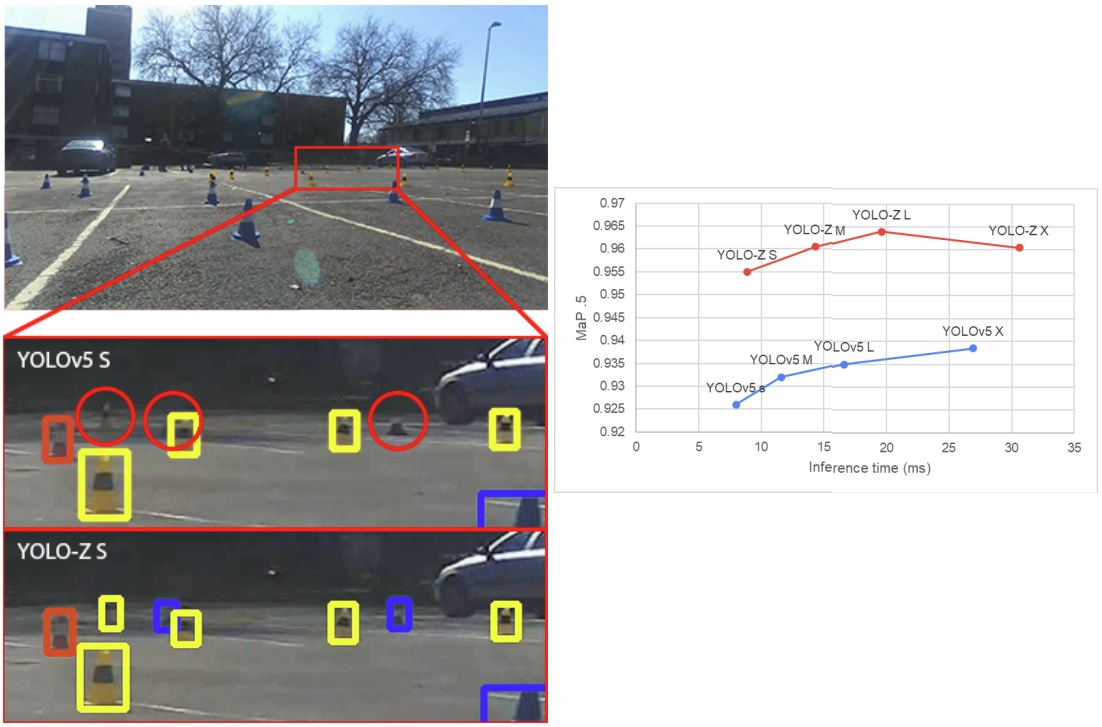 YOLOv5 S
YOLO-Z S
0.97
0.965
0.96
0.955
0.95
0.945
0.94
0.935
0.93
0.925
0.92
MaP .5
YOLO-Z S
YOLO-Z M
YOLO-Z L
YOLO-Z X
YOLOv5 s
YOLOv5 M
YOLOv5 L
YOLOv5 X
0 5 10 15 20 25 30 35
Inference time (ms)